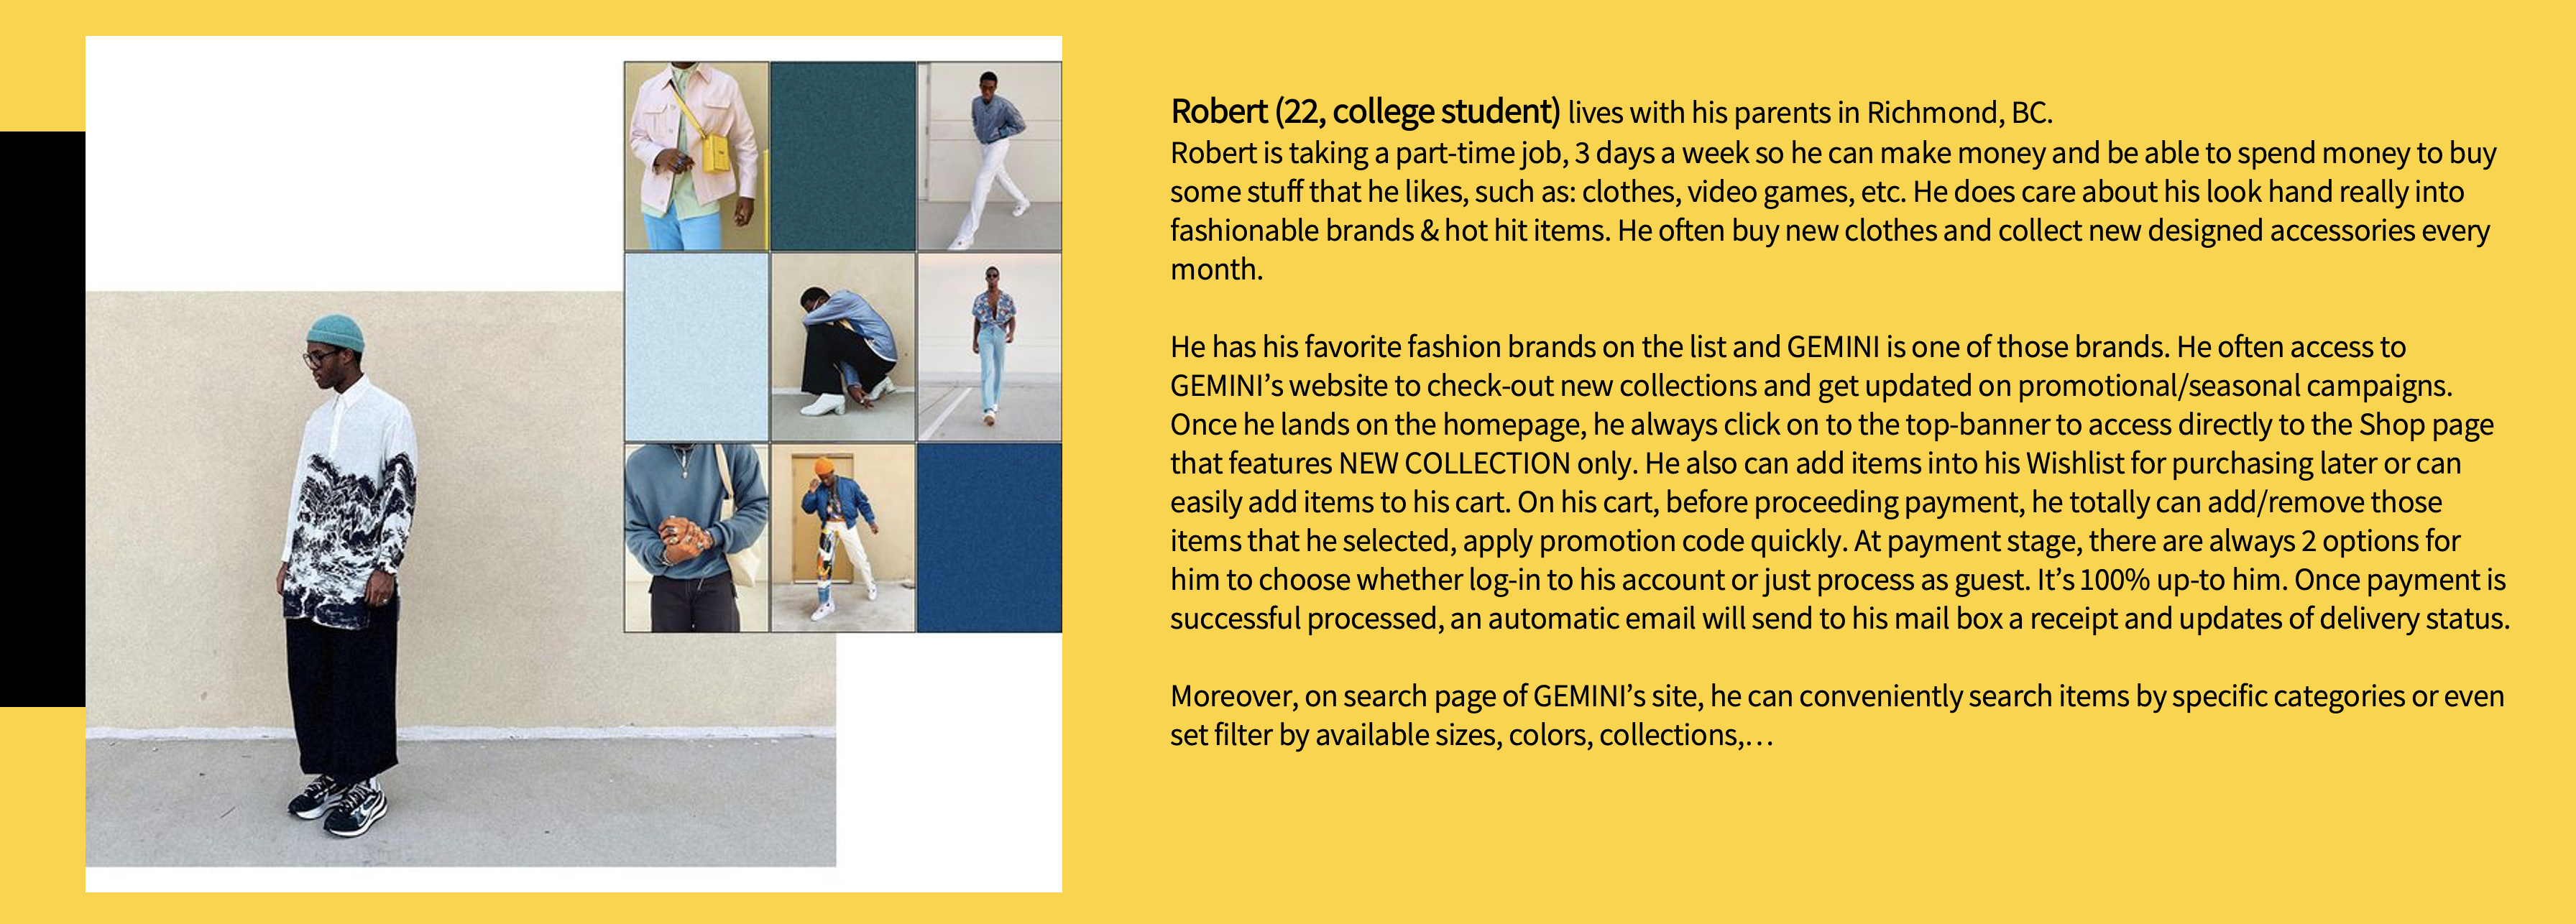 Robert (22, college student) lives with his parents in Richmond, BC.
Robert is taking a part-time job, 3 days a week so he can make money and be able to spend money to buy
some stuff that he likes, such as: clothes, video games, etc. He does care about his look hand really into
fashionable brands & hot hit items. He often buy new clothes and collect new designed accessories every
month.
He has his favorite fashion brands on the list and GEMINI is one of those brands. He often access to
GEMINI’s website to check-out new collections and get updated on promotional/seasonal campaigns.
Once he lands on the homepage, he always click on to the top-banner to access directly to the Shop page
that features NEW COLLECTION only. He also can add items into his Wishlist for purchasing later or can
easily add items to his cart. On his cart, before proceeding payment, he totally can add/remove those
items that he selected, apply promotion code quickly. At payment stage, there are always 2 options for
him to choose whether log-in to his account or just process as guest. It’s 100% up-to him. Once payment is
successful processed, an automatic email will send to his mail box a receipt and updates of delivery status.
Moreover, on search page of GEMINI’s site, he can conveniently search items by specific categories or even
set filter by available sizes, colors, collections,…